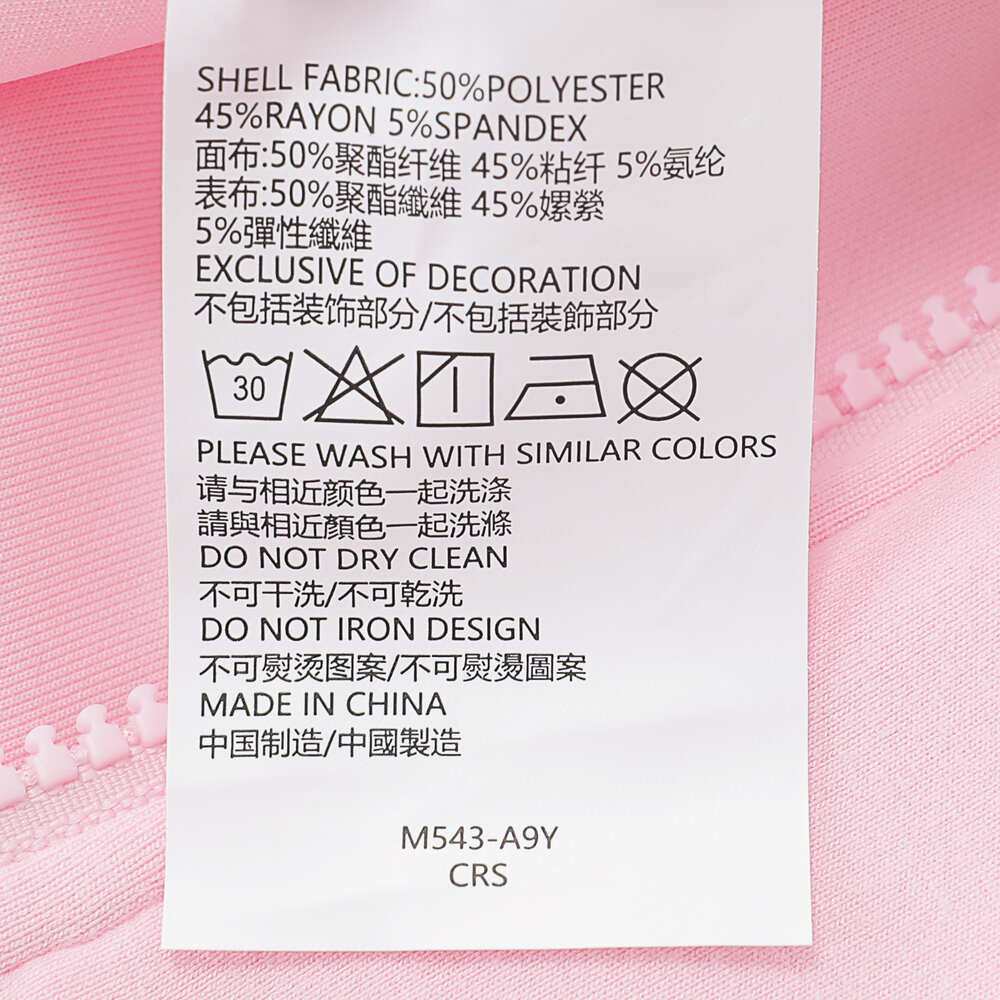 SHELL FABRIC:50%POLYESTER
45%RAYON 5%SPANDEX
面布:50%聚酯纤维 45%粘纤 5%氨纶
表布:50%聚酯纖維 45%嫘縈
5%彈性纖維
EXCLUSIVE OF DECORATION
不包括装饰部分/不包括裝飾部分
30
PLEASE WASH WITH SIMILAR COLORS
请与相近颜色一起洗涤
請與相近顏色一起洗滌
DO NOT DRY CLEAN
不可干洗/不可乾洗
DO NOT IRON DESIGN
不可熨烫图案/不可熨燙圖案
MADE IN CHINA
中国制造/中國製造
M543-A9Y
CRS